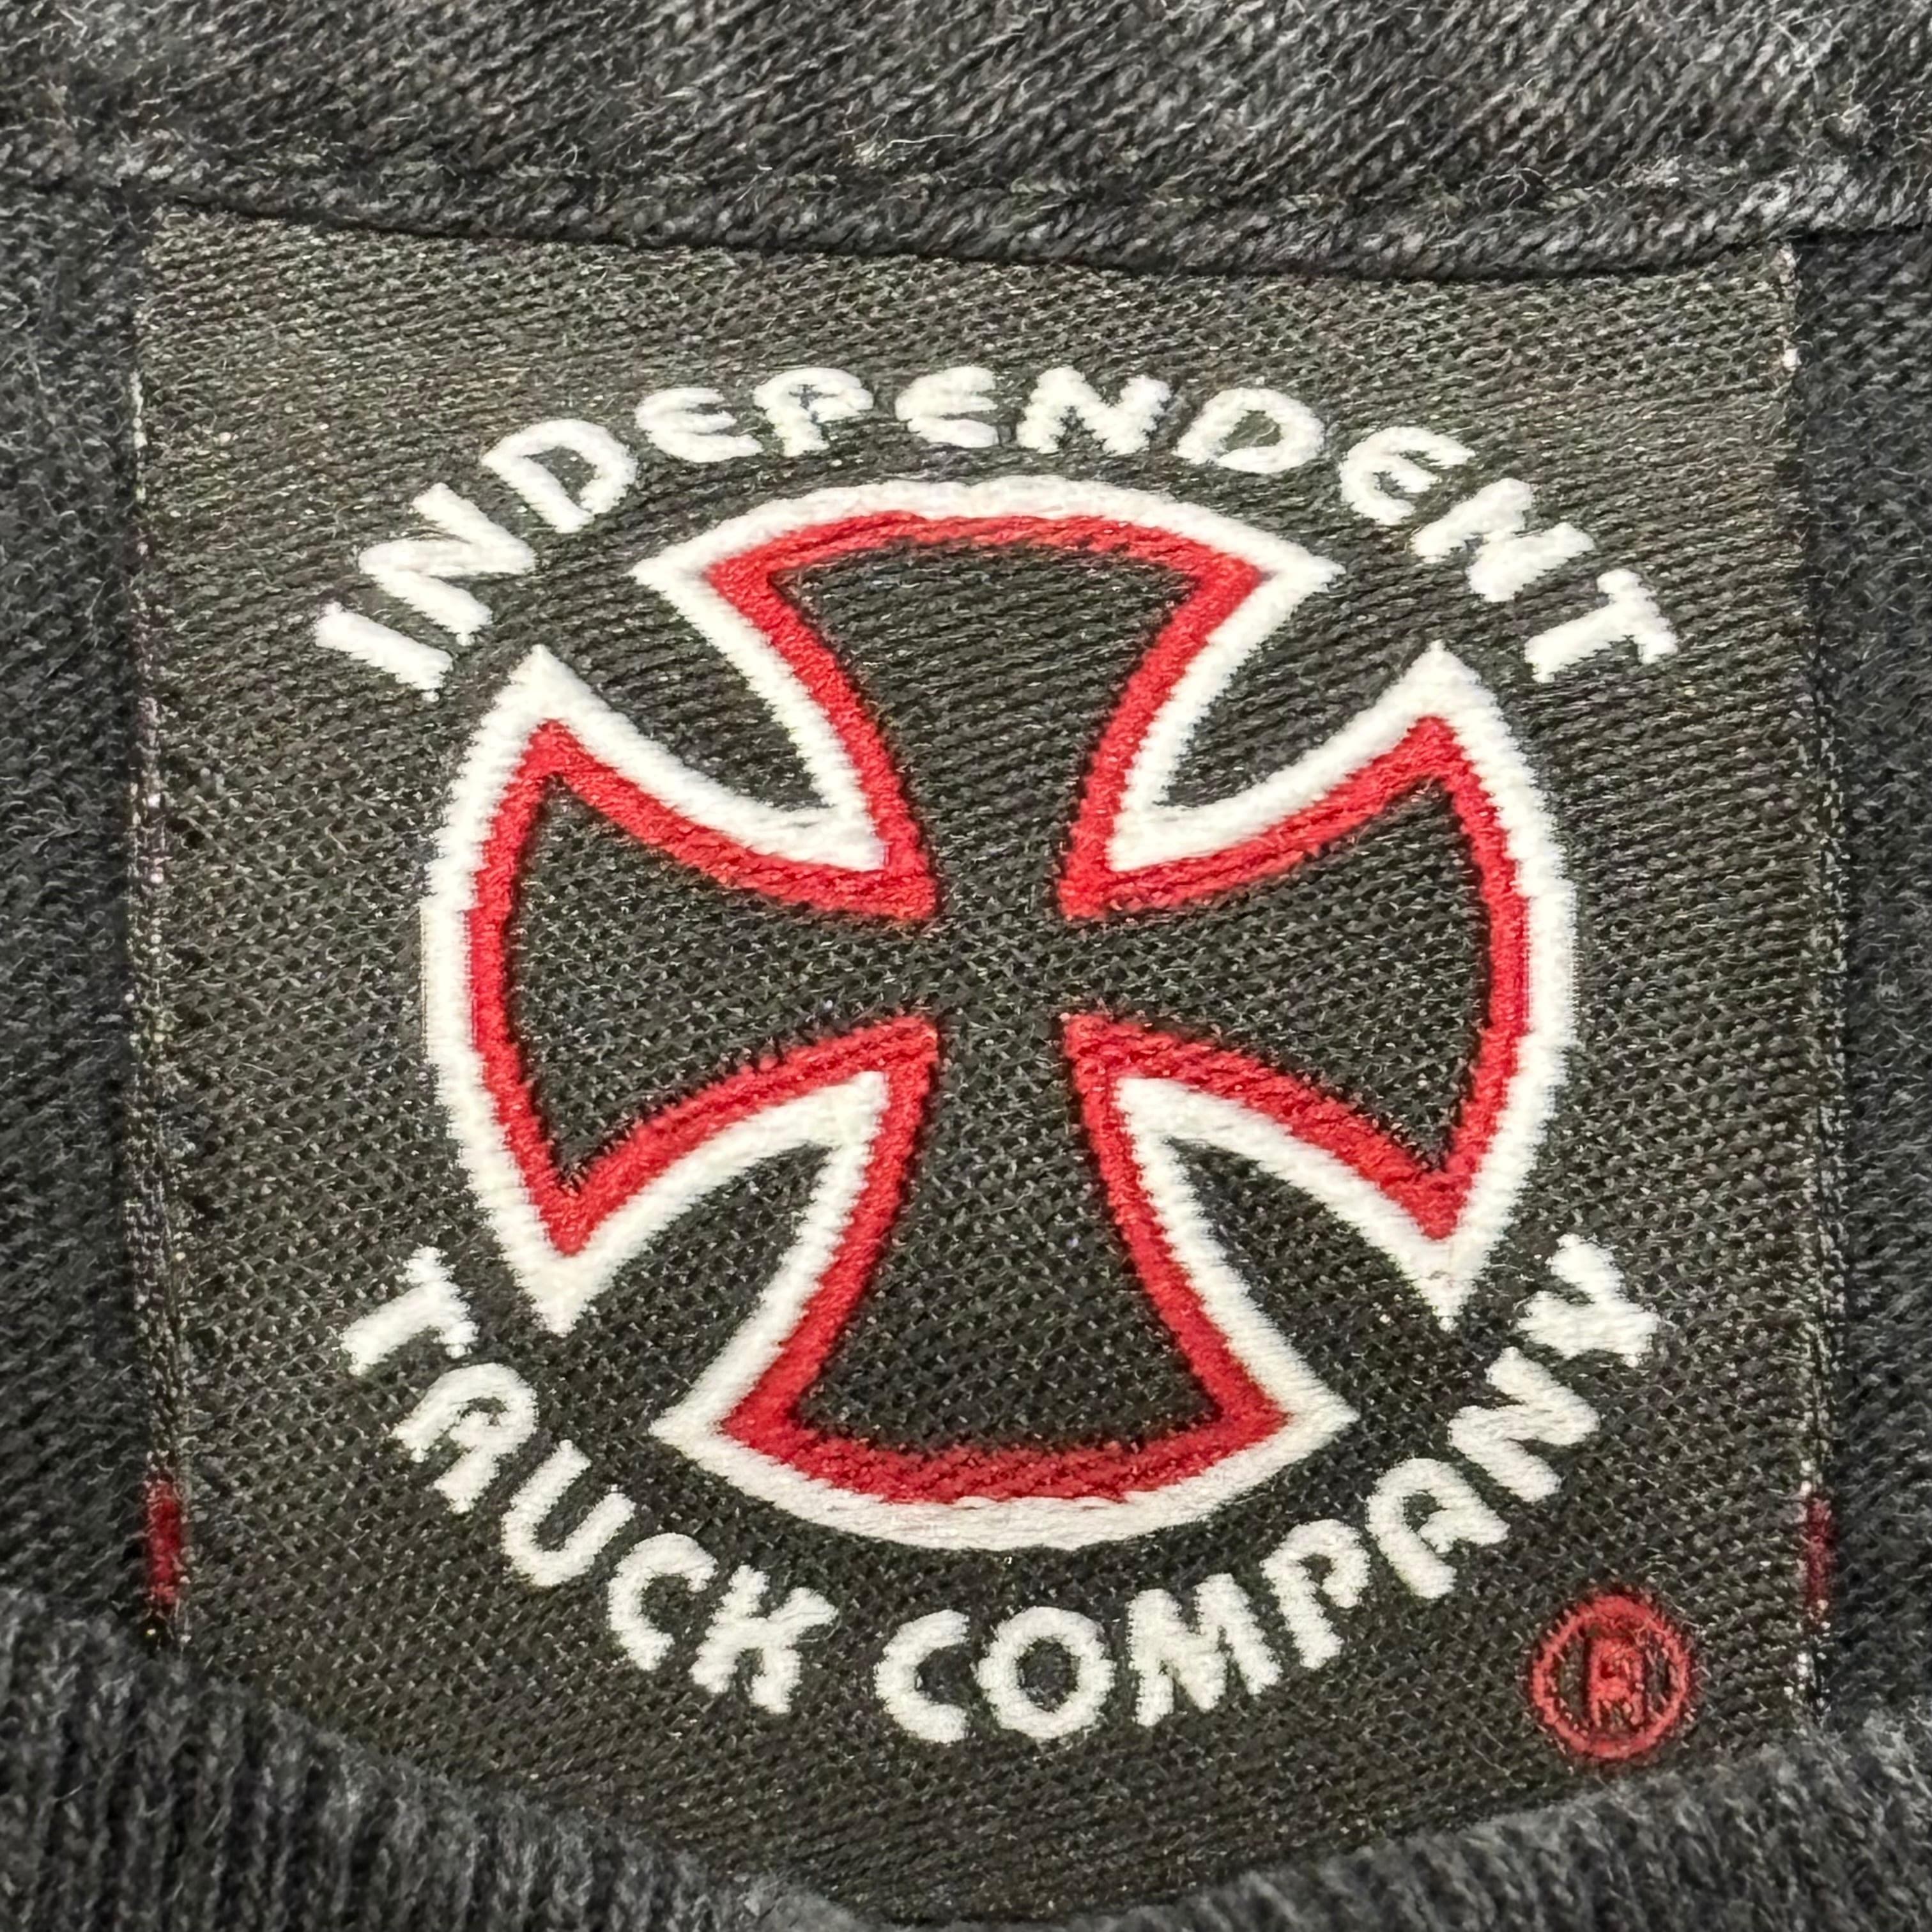 INDEPENDENT
TRUCK COMPANY
®